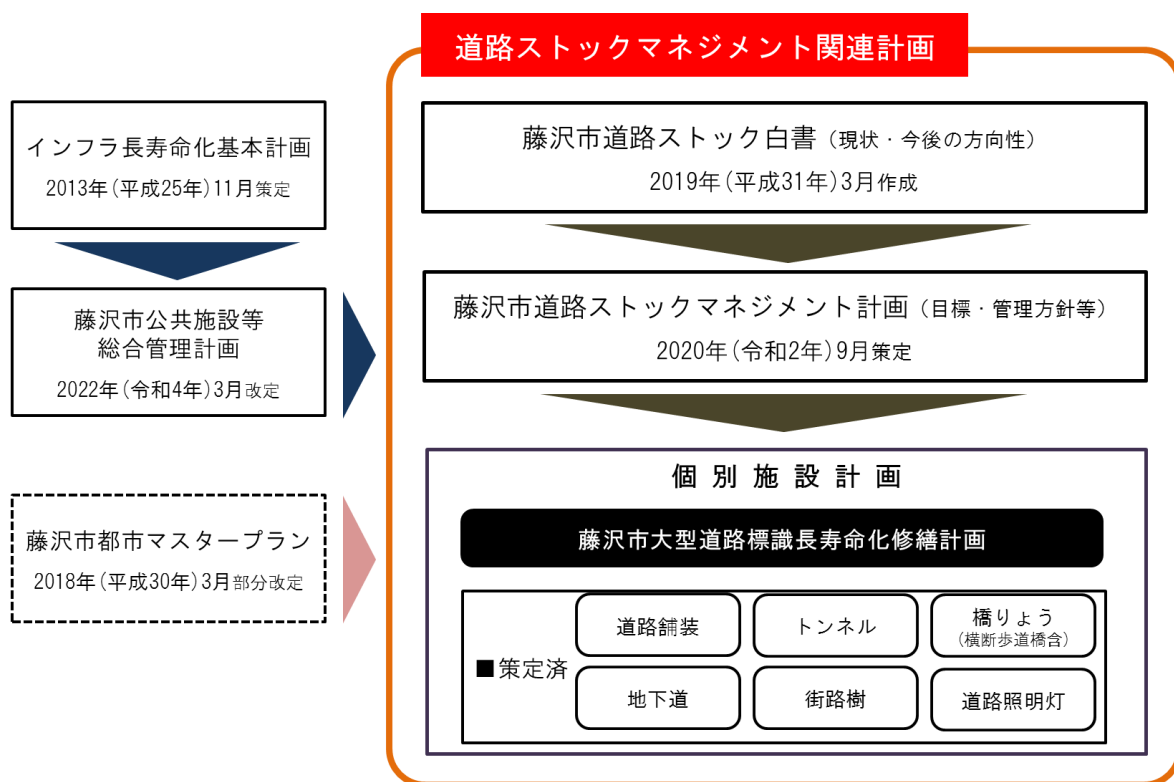 道路ストックマネジメント関連計画
インフラ長寿命化基本計画
2013年(平成25年)11月策定
藤沢市公共施設等
総合管理計画
2022年(令和4年)3月改定
藤沢市都市マスタープラン
2018年(平成30年)3月部分改定
藤沢市道路ストック白書(現状・今後の方向性)
2019年(平成31年)3月作成
藤沢市道路ストックマネジメント計画(目標・管理方針等)
2020年(令和2年)9月策定
個別施設計画
藤沢市大型道路標識長寿命化修繕計画
■策定済
道路舗装
トンネル
橋りょう
(横断歩道橋含)
地下道
街路樹
道路照明灯